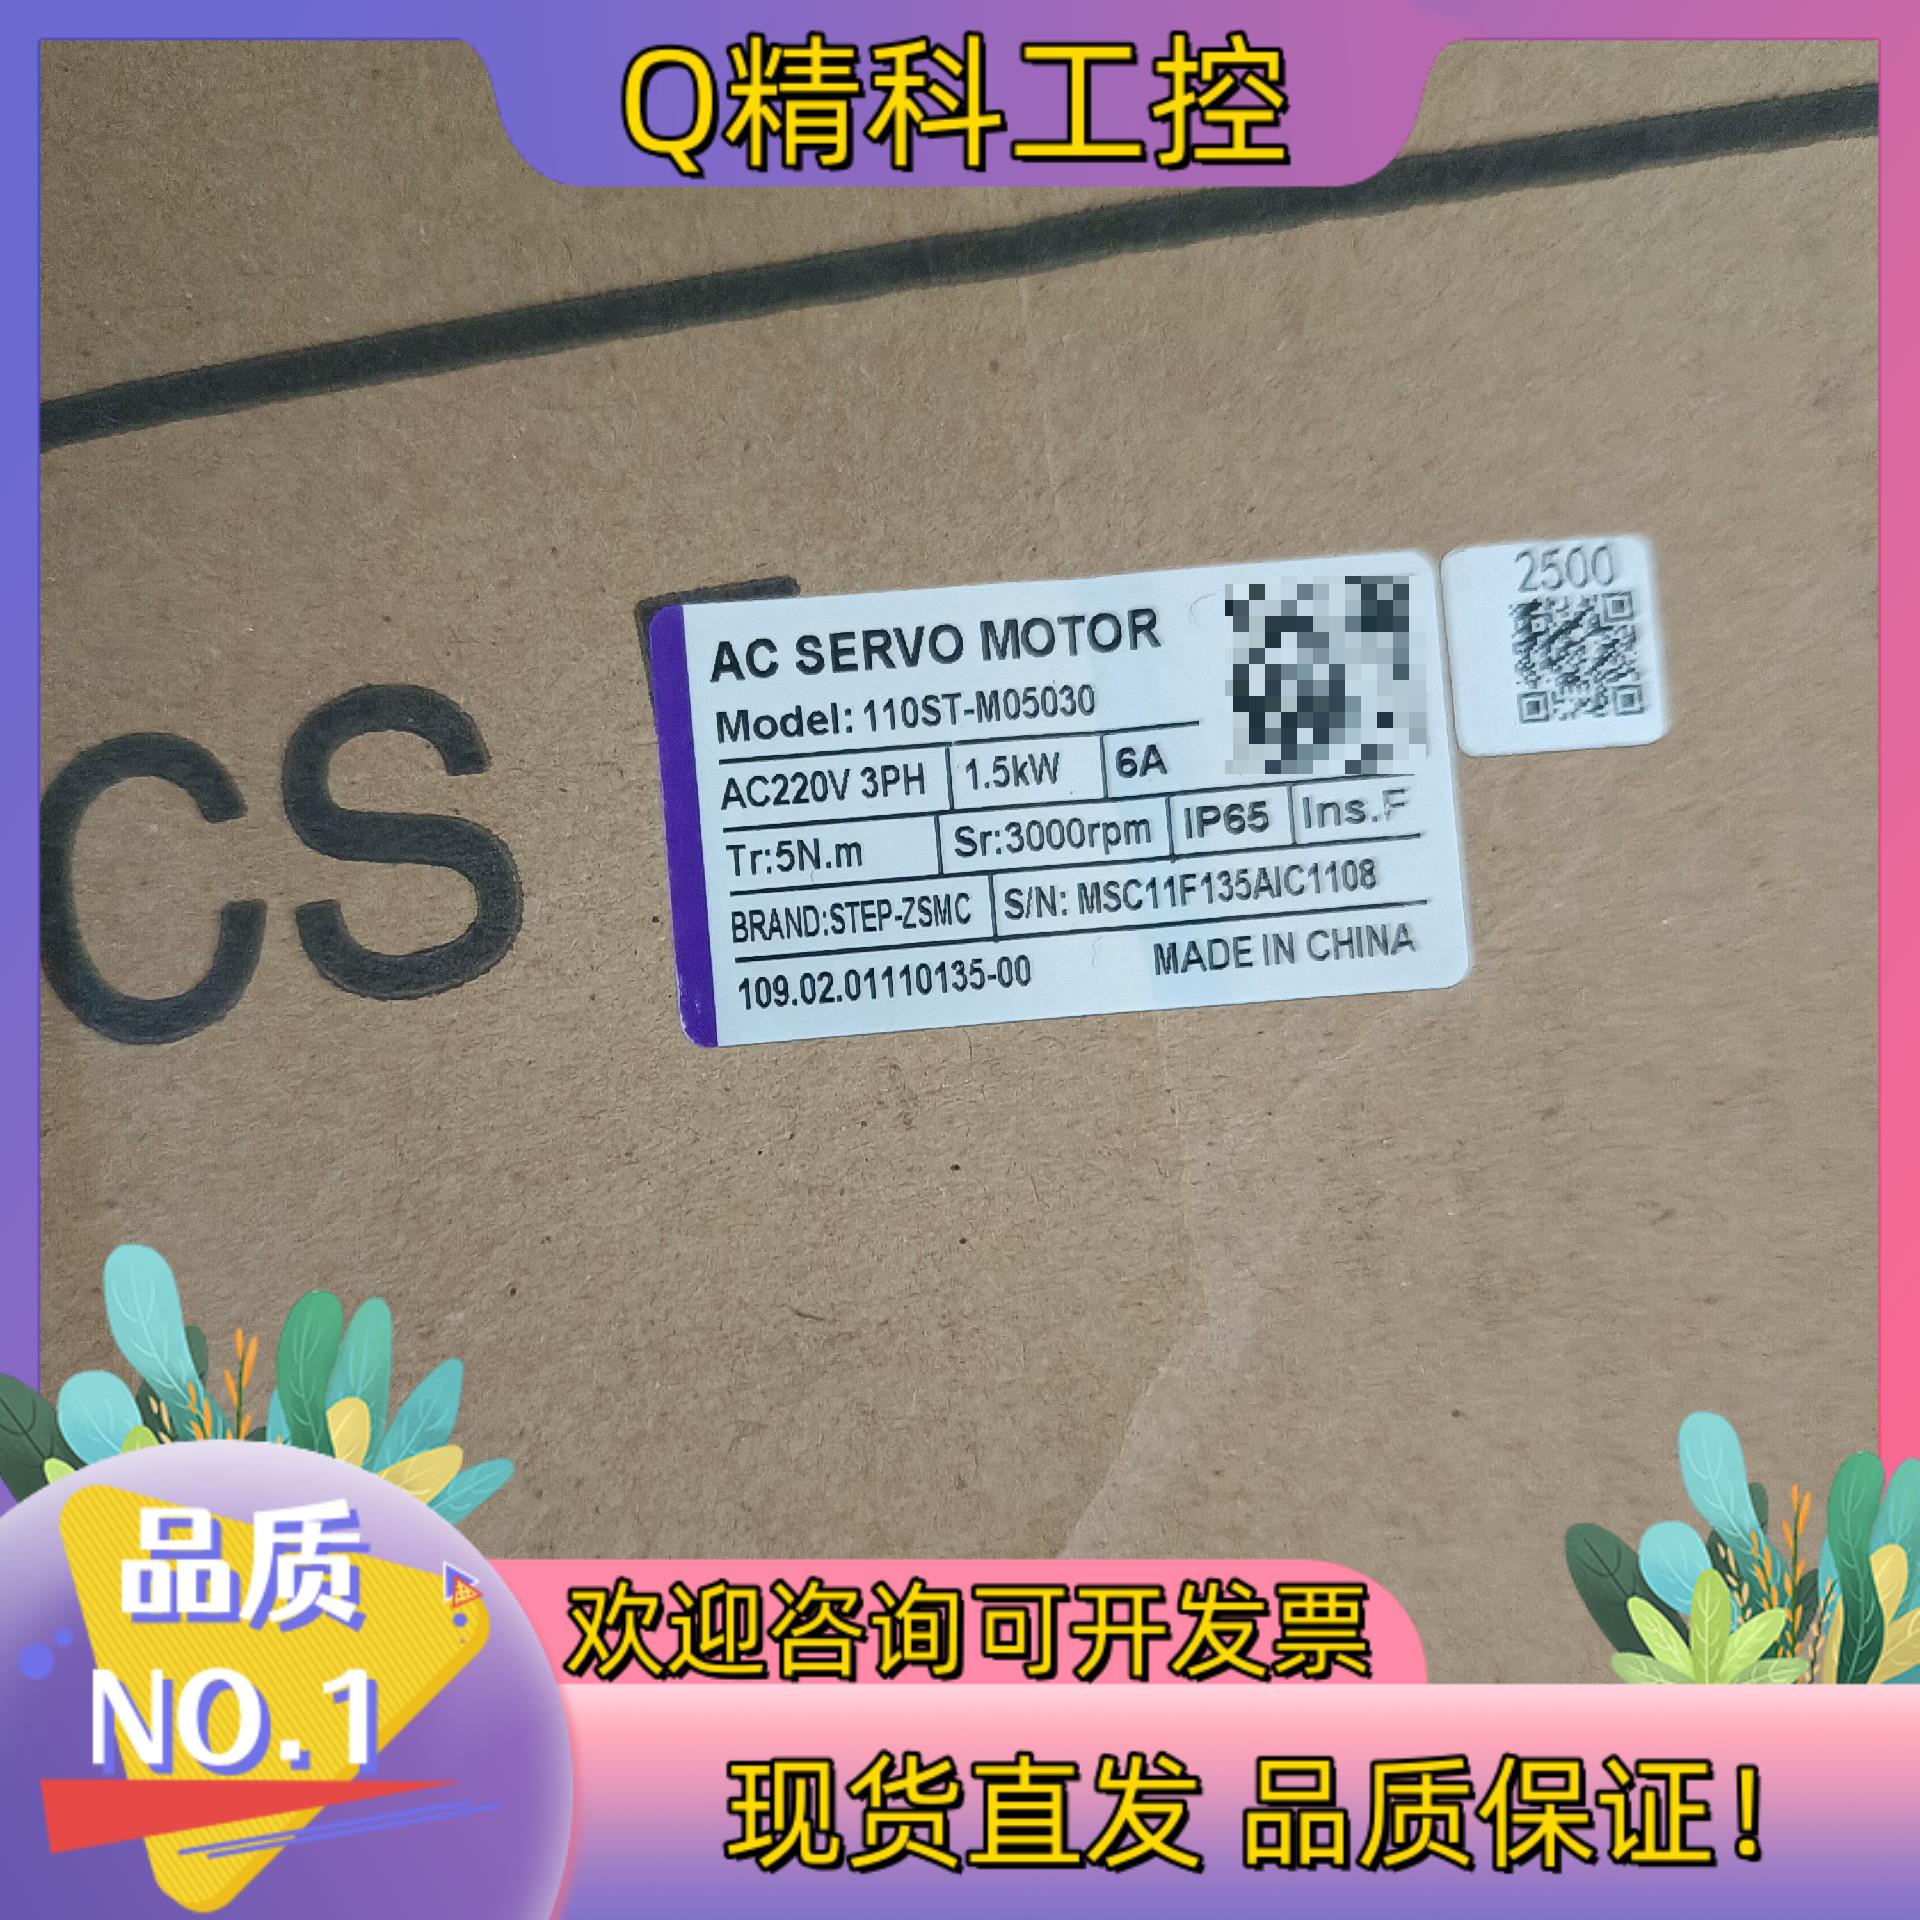 Q精科工控
CS
2500
AC SERVO MOTOR
Model: 110ST-M05030
AC220V 3PH 1.5kW 6A
Tr:5N.m Sr:3000rpm IP65 Ins.F
BRAND:STEP-ZSMC S/N: MSC11F135AIC1108
109.02.01110135-00 MADE IN CHINA
品质
NO.1
欢迎咨询可开发票
现货直发 品质保证!